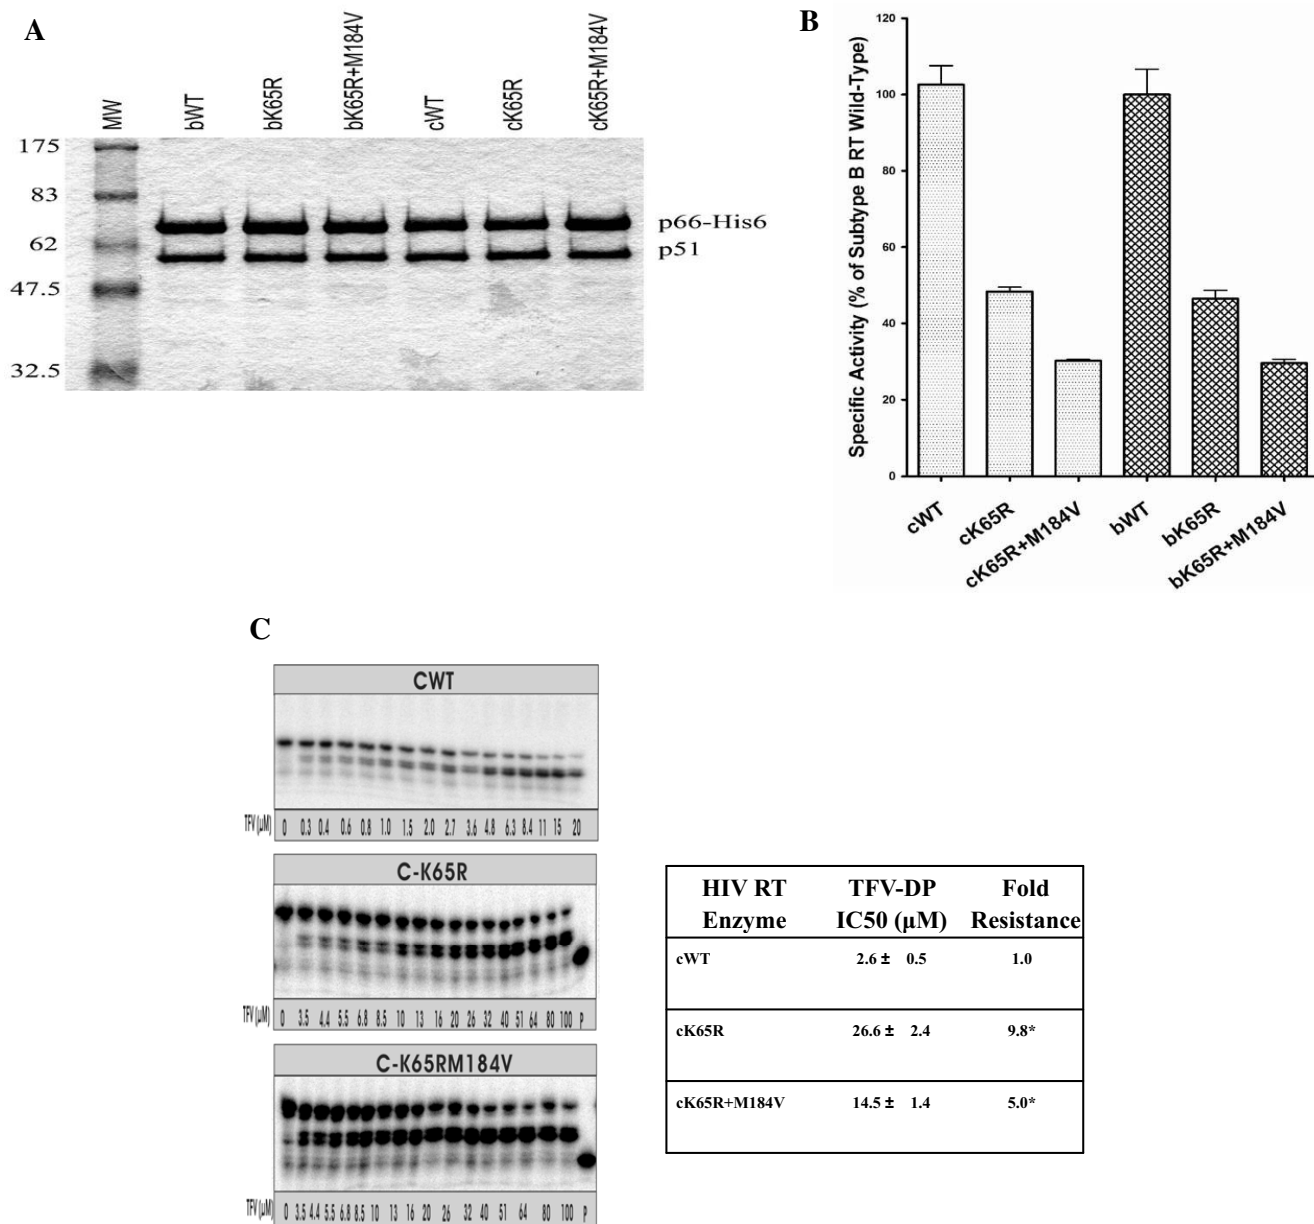 A
MW
bWT
bK65R
bK65R+M184V
cWT
cK65R
cK65R+M184V
175
83
62
47.5
32.5
p66-His6
p51
B
Specific Activity (% of Subtype B RT Wild-Type)
120
100
80
60
40
20
0
cWT
cK65R
cK65R+M184V
bWT
bK65R
bK65R+M184V
C
CWT
TFV (µM) 0 0.3 0.4 0.6 0.8 1.0 1.5 2.0 2.7 3.6 4.8 6.3 8.4 11 15 20
C-K65R
TFV (µM) 0 3.5 4.4 5.5 6.8 8.5 10 13 16 20 26 32 40 51 64 80 100 P
C-K65RM184V
TFV (µM) 0 3.5 4.4 5.5 6.8 8.5 10 13 16 20 26 32 40 51 64 80 100 P
HIV RT Enzyme TFV-DP IC50 (µM) Fold Resistance
cWT 2.6 ± 0.5 1.0
cK65R 26.6 ± 2.4 9.8*
cK65R+M184V 14.5 ± 1.4 5.0*